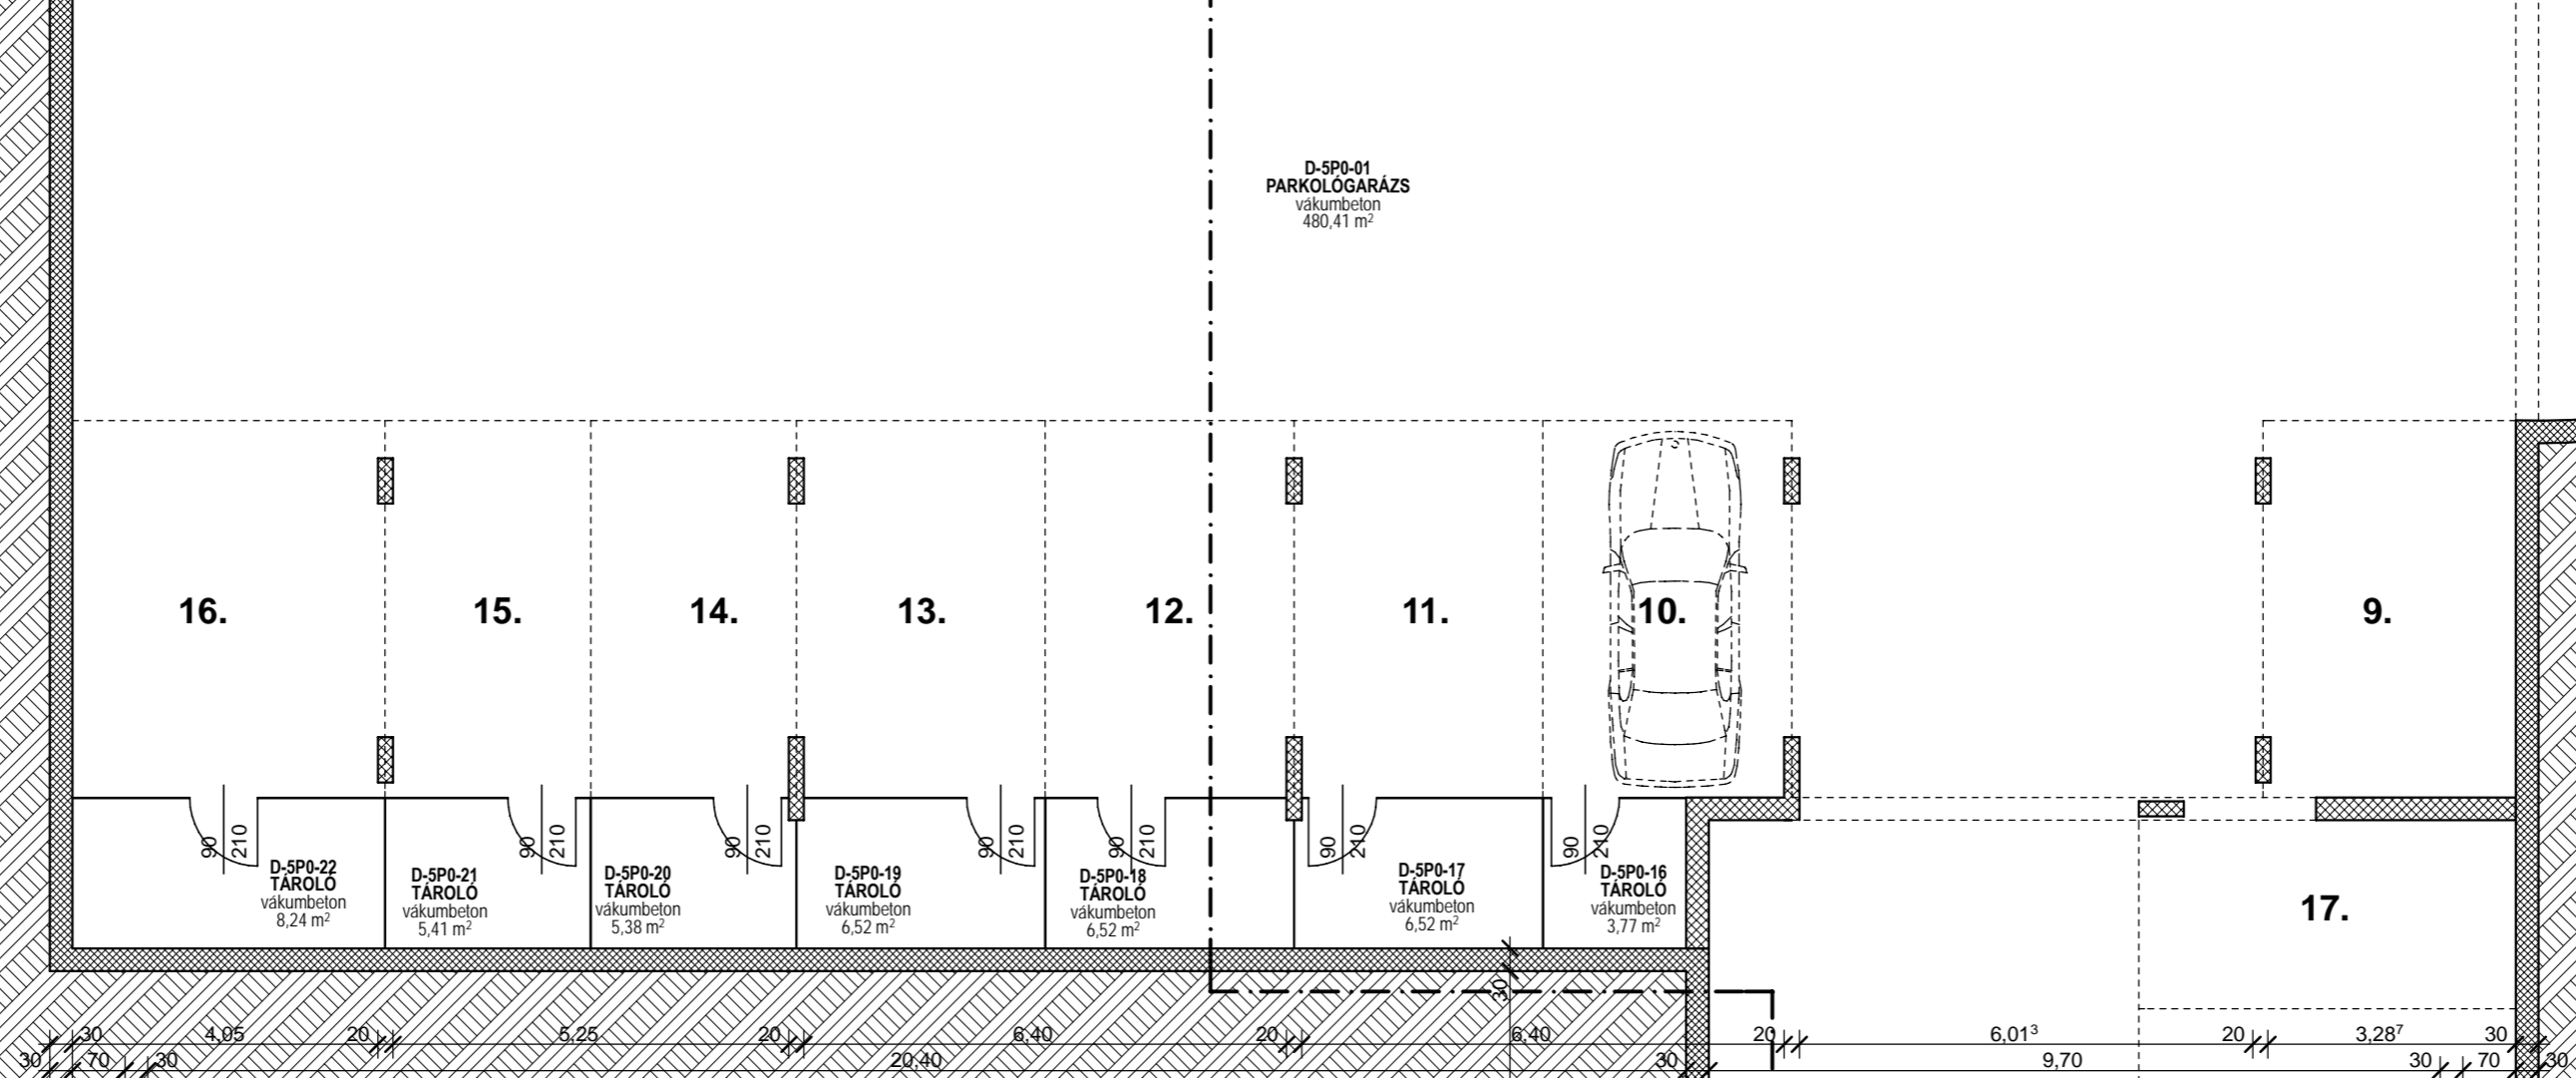 D-5P0-01
PARKOLÓGARÁZS
vákumbeton
480,41 m²
16.
15.
14.
13.
12.
11.
10.
9.
90
210
90
210
90
210
90
210
90
210
90
210
90
210
D-5P0-22
TÁROLÓ
vákumbeton
8,24 m²
D-5P0-21
TÁROLÓ
vákumbeton
5,41 m²
D-5P0-20
TÁROLÓ
vákumbeton
5,38 m²
D-5P0-19
TÁROLÓ
vákumbeton
6,52 m²
D-5P0-18
TÁROLÓ
vákumbeton
6,52 m²
D-5P0-17
TÁROLÓ
vákumbeton
6,52 m²
D-5P0-16
TÁROLÓ
vákumbeton
3,77 m²
17.
30
30 4,05 20 5,25 20 6,40 20 6,40 20 6,01³ 20 3,28⁷ 30
30 70 30 20,40 30 9,70 30 70 30